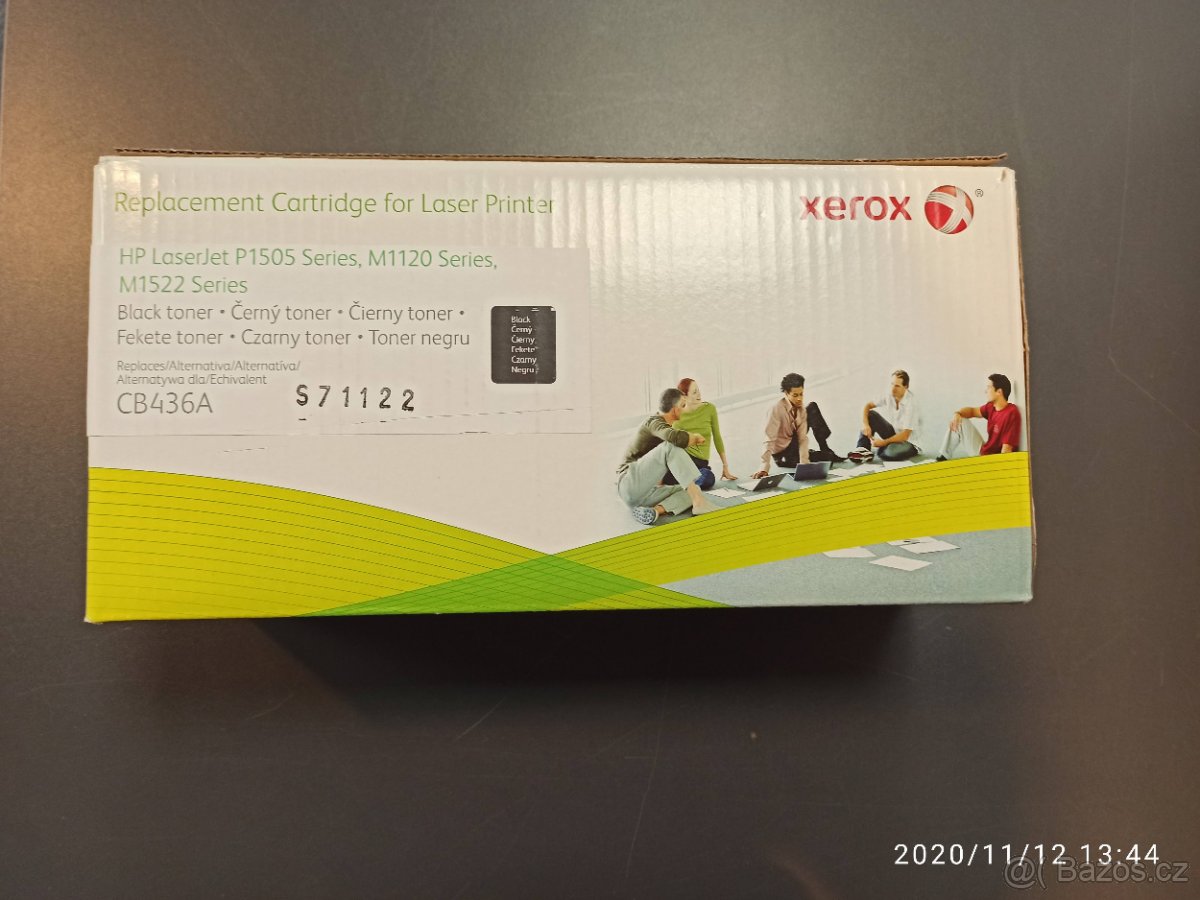 Replacement Cartridge for Laser Printer
xerox ®
HP LaserJet P1505 Series, M1120 Series,
M1522 Series
Black toner • Černý toner • Čierny toner •
Fekete toner • Czarny toner • Toner negru
Black
Černý
Čierny
Fekete
Czarny
Negru
Replaces/Alternativa/Alternatíva/
Alternatywa dla/Echivalent
CB436A
S71122
2020/11/12 13:44
Bazos.cz